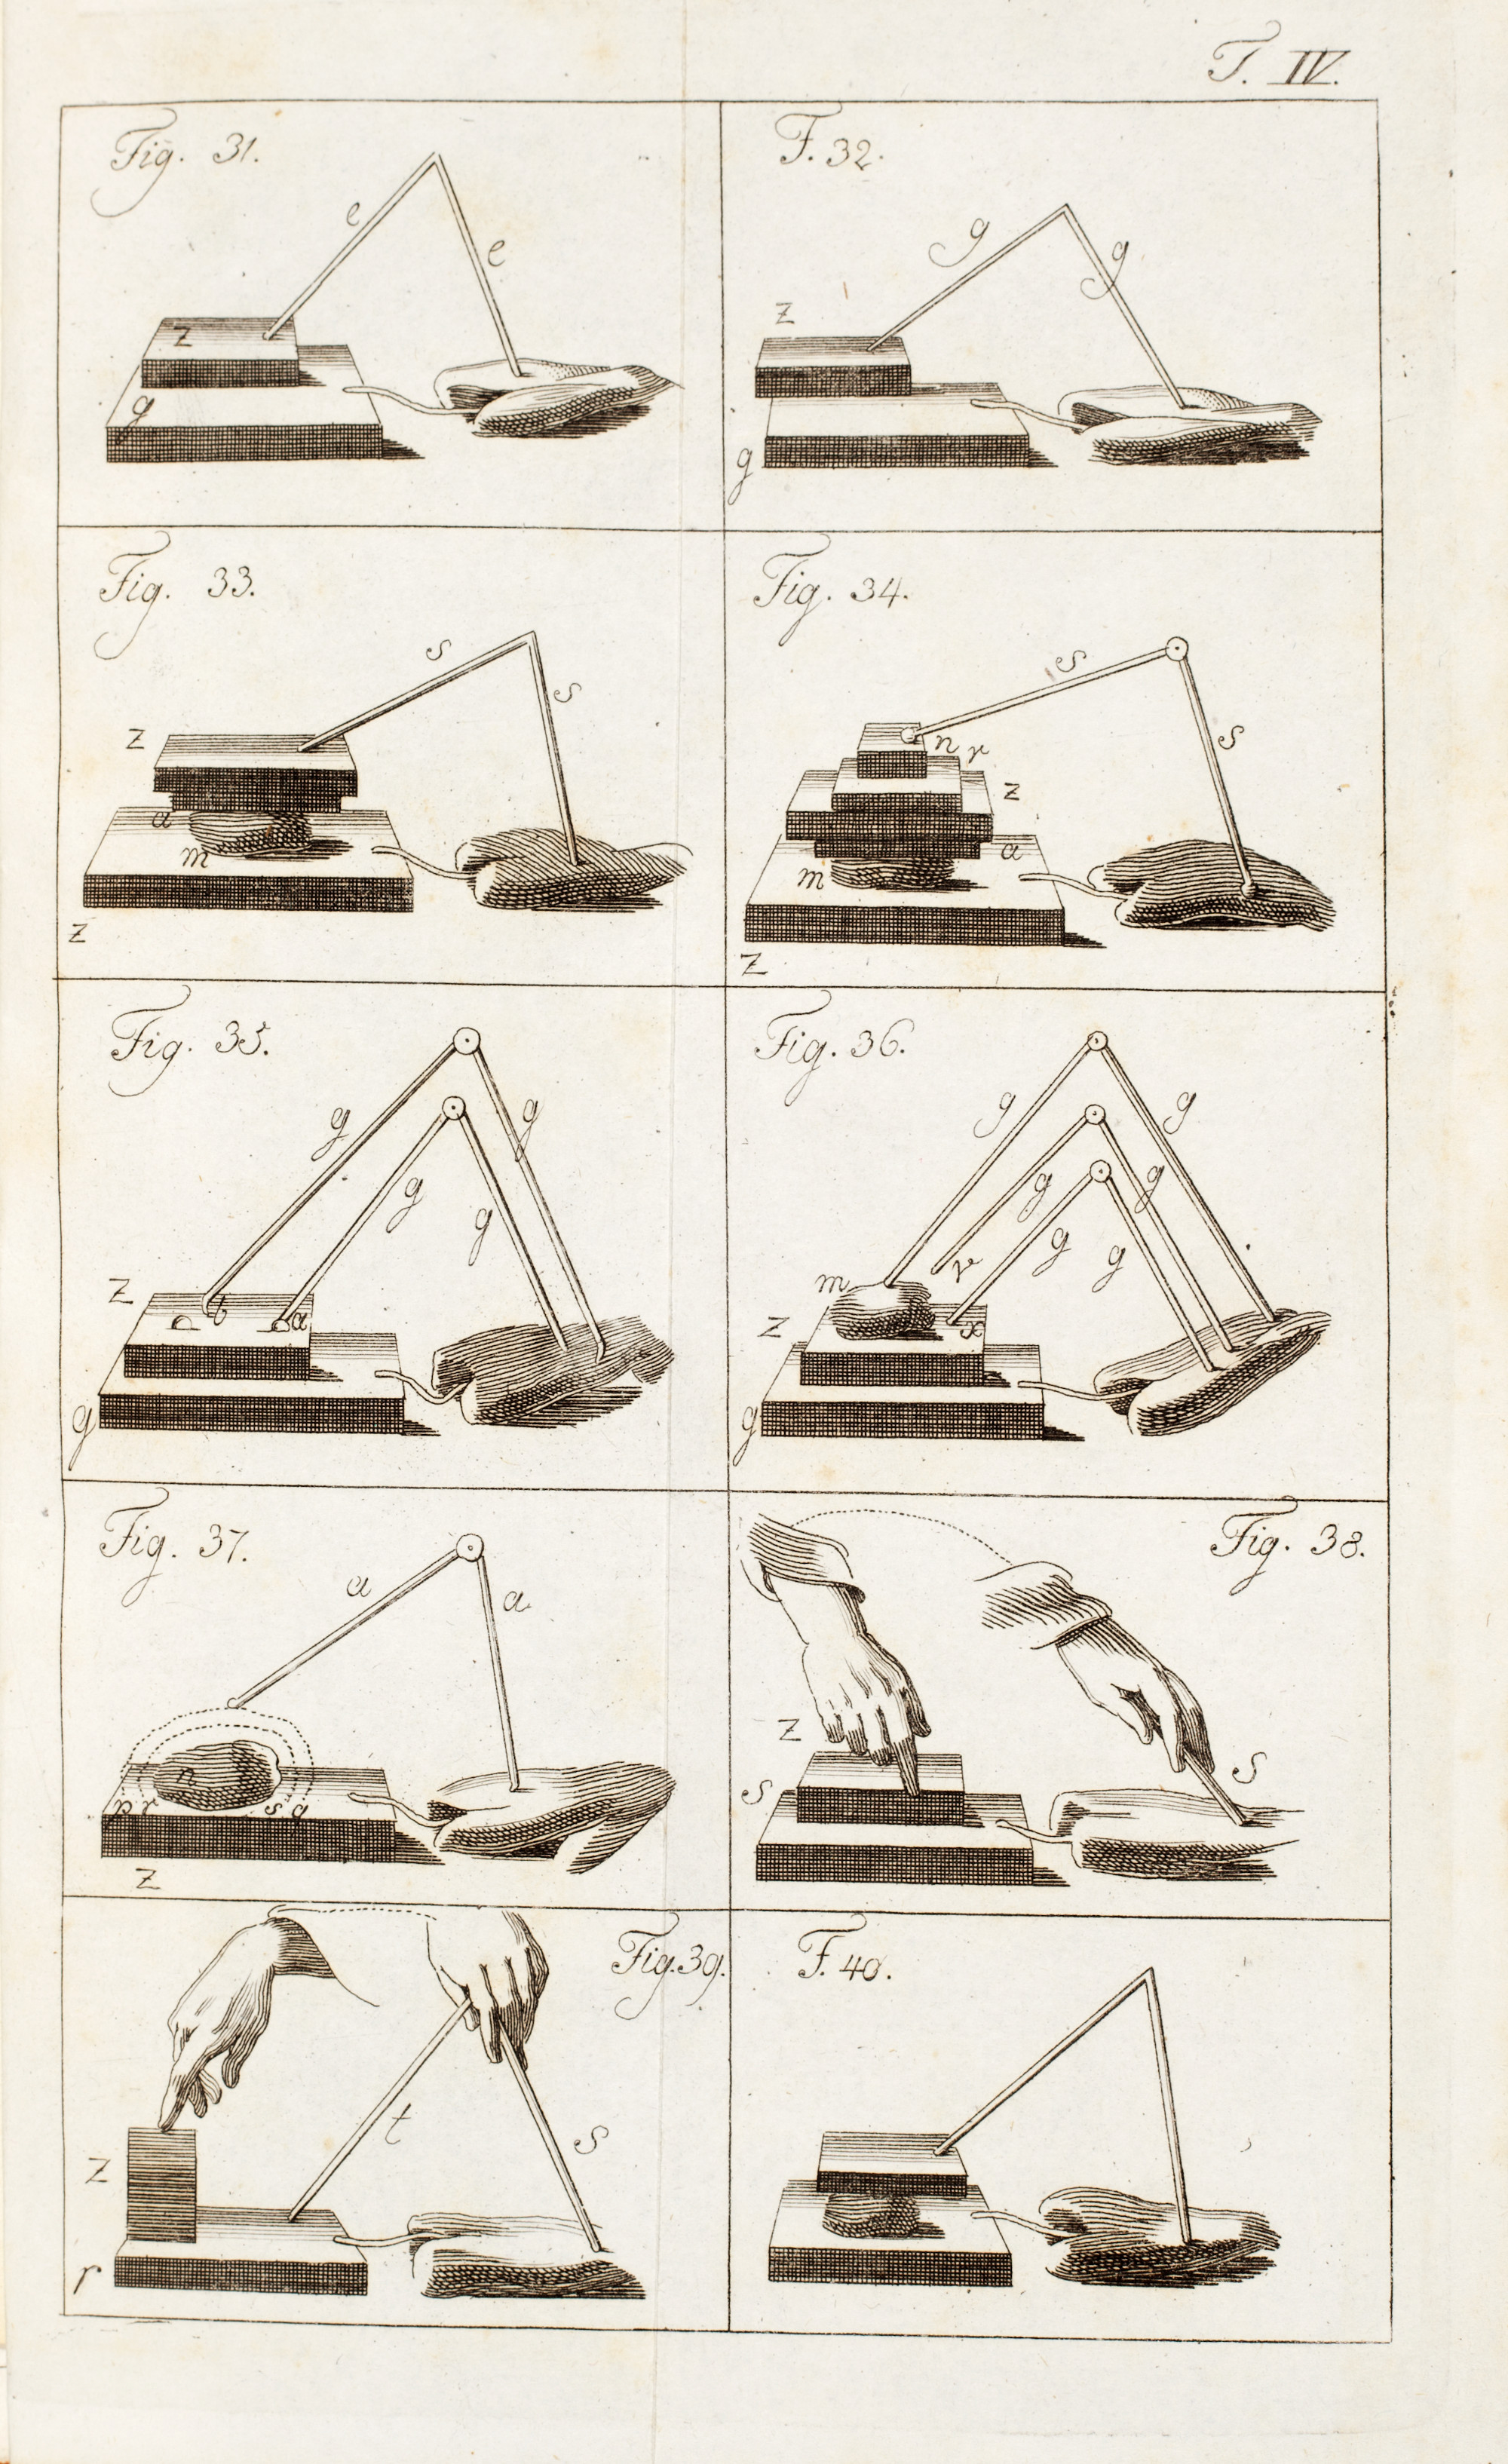 T. IV.
Fig. 31.
e
e
z
g
F. 32.
g
g
z
g
Fig. 33.
s
s
z
a
m
z
Fig. 34.
s
n r
s
z
a
m
z
Fig. 35.
g
g
g
g
z
t
a
g
Fig. 36.
g
g
g
g
g
g
m
r
z
x
g
Fig. 37.
a
a
n
p r
s q
z
Fig. 38.
z
s
s
Fig. 39.
t
s
z
r
F. 40.